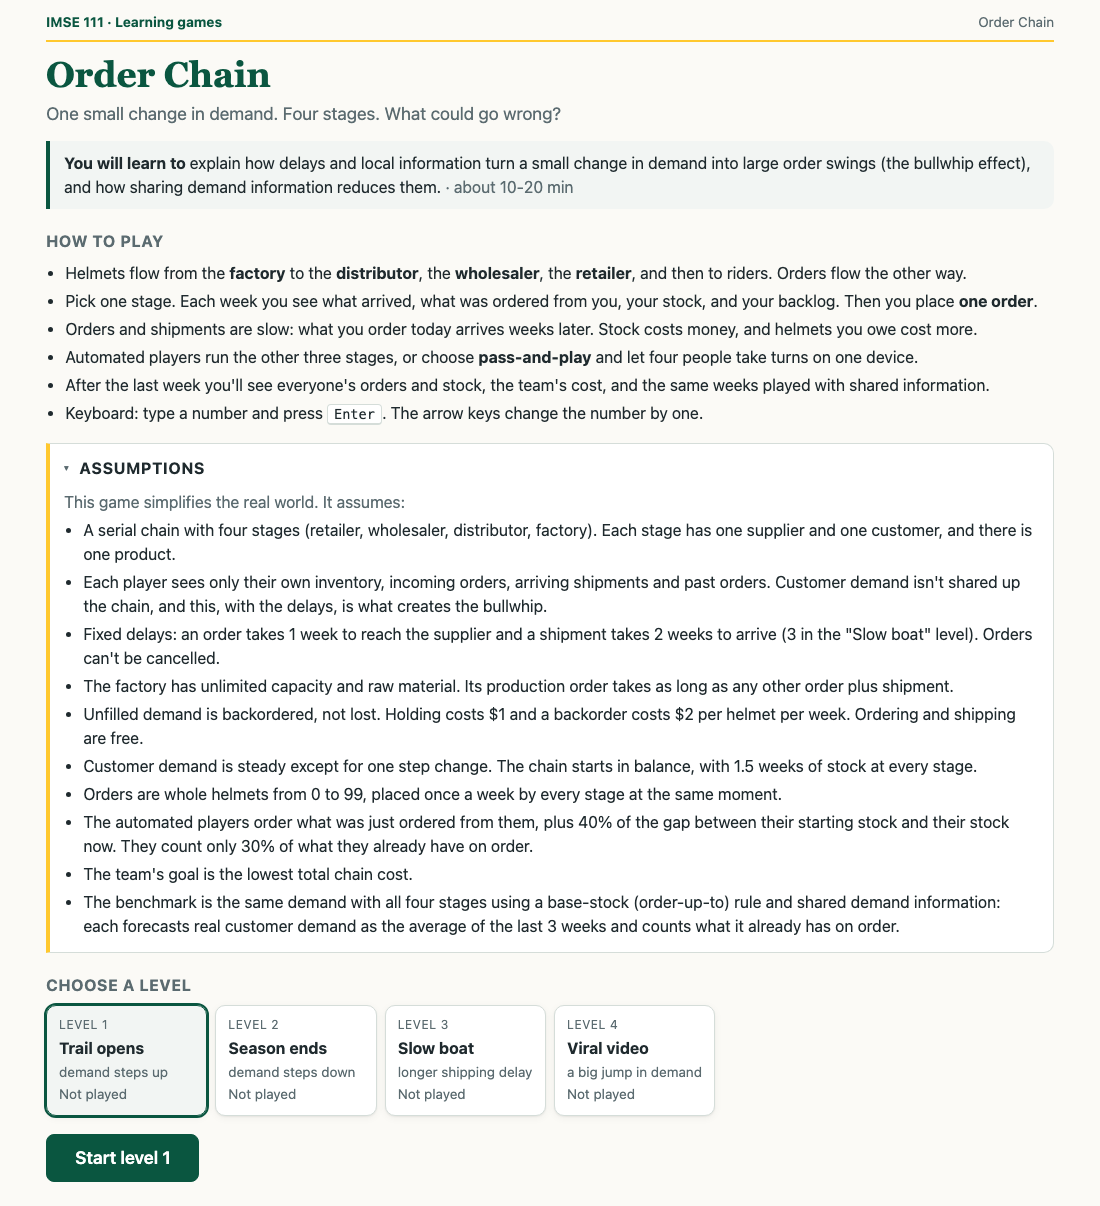 IMSE 111 · Learning games
Order Chain
Order Chain
One small change in demand. Four stages. What could go wrong?
You will learn to explain how delays and local information turn a small change in demand into large order swings (the bullwhip effect),
and how sharing demand information reduces them. · about 10-20 min
HOW TO PLAY
• Helmets flow from the factory to the distributor, the wholesaler, the retailer, and then to riders. Orders flow the other way.
• Pick one stage. Each week you see what arrived, what was ordered from you, your stock, and your backlog. Then you place one order.
• Orders and shipments are slow: what you order today arrives weeks later. Stock costs money, and helmets you owe cost more.
• Automated players run the other three stages, or choose pass-and-play and let four people take turns on one device.
• After the last week you'll see everyone's orders and stock, the team's cost, and the same weeks played with shared information.
• Keyboard: type a number and press Enter. The arrow keys change the number by one.
▾ ASSUMPTIONS
This game simplifies the real world. It assumes:
• A serial chain with four stages (retailer, wholesaler, distributor, factory). Each stage has one supplier and one customer, and there is
one product.
• Each player sees only their own inventory, incoming orders, arriving shipments and past orders. Customer demand isn't shared up
the chain, and this, with the delays, is what creates the bullwhip.
• Fixed delays: an order takes 1 week to reach the supplier and a shipment takes 2 weeks to arrive (3 in the "Slow boat" level). Orders
can't be cancelled.
• The factory has unlimited capacity and raw material. Its production order takes as long as any other order plus shipment.
• Unfilled demand is backordered, not lost. Holding costs $1 and a backorder costs $2 per helmet per week. Ordering and shipping
are free.
• Customer demand is steady except for one step change. The chain starts in balance, with 1.5 weeks of stock at every stage.
• Orders are whole helmets from 0 to 99, placed once a week by every stage at the same moment.
• The automated players order what was just ordered from them, plus 40% of the gap between their starting stock and their stock
now. They count only 30% of what they already have on order.
• The team's goal is the lowest total chain cost.
• The benchmark is the same demand with all four stages using a base-stock (order-up-to) rule and shared demand information:
each forecasts real customer demand as the average of the last 3 weeks and counts what it already has on order.
CHOOSE A LEVEL
LEVEL 1
Trail opens
demand steps up
Not played
LEVEL 2
Season ends
demand steps down
Not played
LEVEL 3
Slow boat
longer shipping delay
Not played
LEVEL 4
Viral video
a big jump in demand
Not played
Start level 1